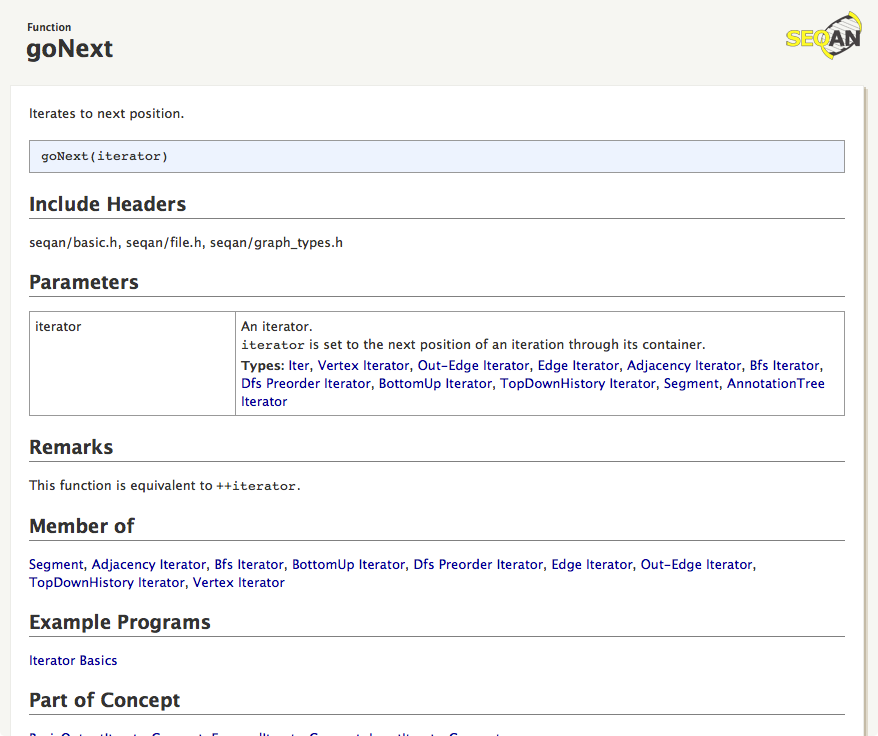 Function
goNext
SEQAN
Iterates to next position.
goNext(iterator)
Include Headers
seqan/basic.h, seqan/file.h, seqan/graph_types.h
Parameters
iterator
An iterator.
iterator is set to the next position of an iteration through its container.
Types: Iter, Vertex Iterator, Out-Edge Iterator, Edge Iterator, Adjacency Iterator, Bfs Iterator,
Dfs Preorder Iterator, BottomUp Iterator, TopDownHistory Iterator, Segment, AnnotationTree
Iterator
Remarks
This function is equivalent to ++iterator.
Member of
Segment, Adjacency Iterator, Bfs Iterator, BottomUp Iterator, Dfs Preorder Iterator, Edge Iterator, Out-Edge Iterator,
TopDownHistory Iterator, Vertex Iterator
Example Programs
Iterator Basics
Part of Concept